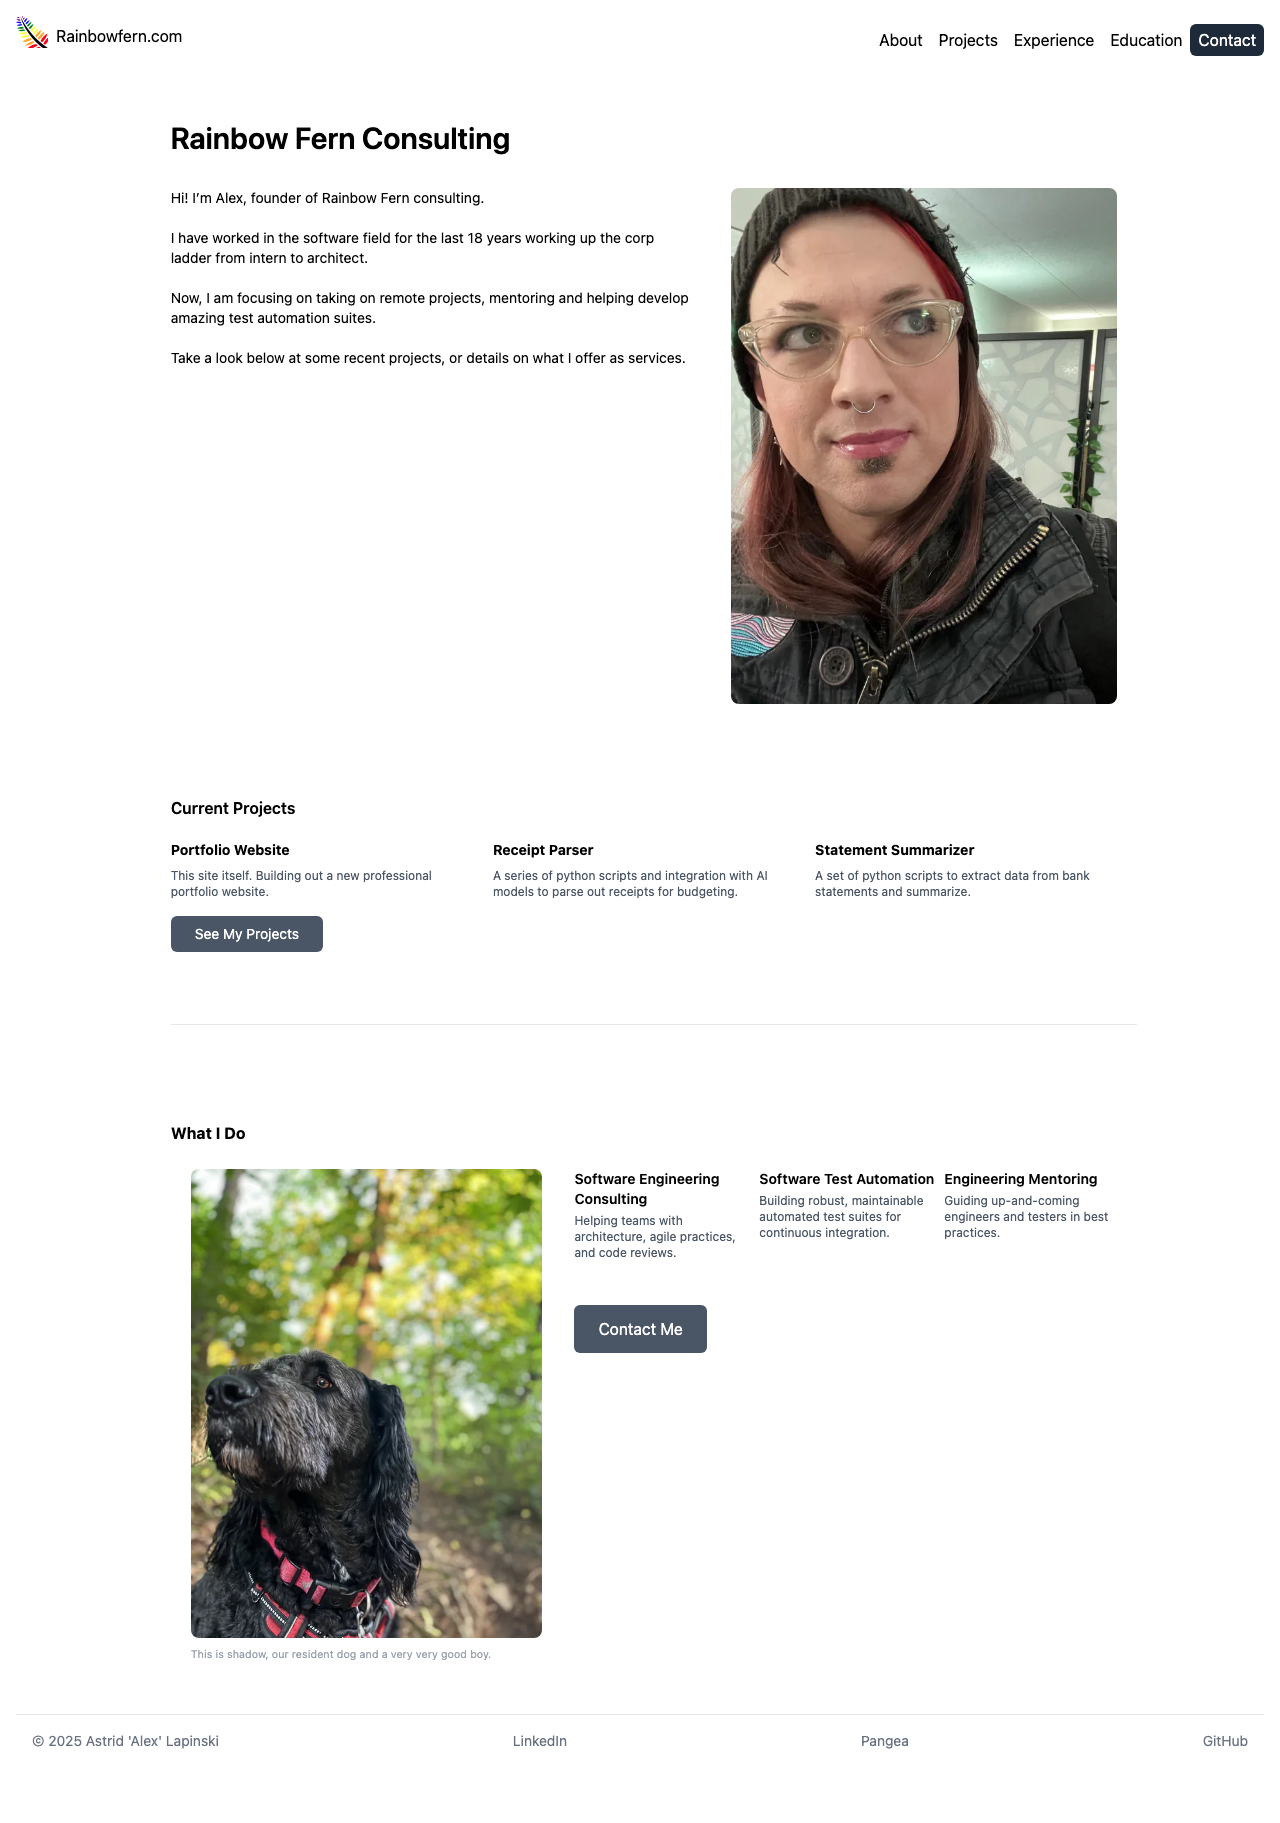 Rainbowfern.com
About Projects Experience Education Contact
Rainbow Fern Consulting
Hi! I’m Alex, founder of Rainbow Fern consulting.
I have worked in the software field for the last 18 years working up the corp
ladder from intern to architect.
Now, I am focusing on taking on remote projects, mentoring and helping develop
amazing test automation suites.
Take a look below at some recent projects, or details on what I offer as services.
Current Projects
Portfolio Website
This site itself. Building out a new professional
portfolio website.
Receipt Parser
A series of python scripts and integration with AI
models to parse out receipts for budgeting.
Statement Summarizer
A set of python scripts to extract data from bank
statements and summarize.
See My Projects
What I Do
Software Engineering
Consulting
Helping teams with
architecture, agile practices,
and code reviews.
Software Test Automation
Building robust, maintainable
automated test suites for
continuous integration.
Engineering Mentoring
Guiding up-and-coming
engineers and testers in best
practices.
Contact Me
This is shadow, our resident dog and a very very good boy.
© 2025 Astrid 'Alex' Lapinski
LinkedIn
Pangea
GitHub